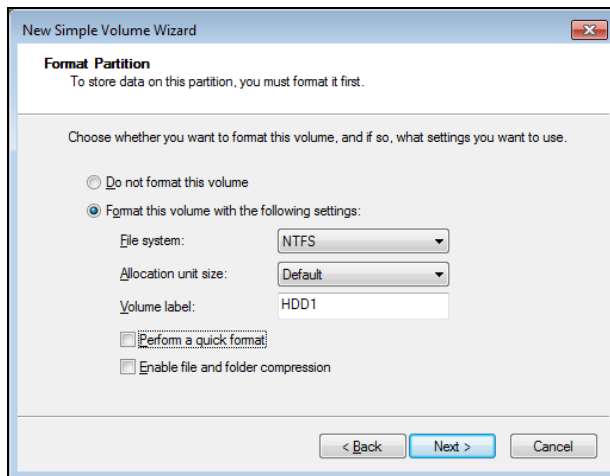 New Simple Volume Wizard
Format Partition
To store data on this partition, you must format it first.
Choose whether you want to format this volume, and if so, what settings you want to use.
Do not format this volume
Format this volume with the following settings:
File system: NTFS
Allocation unit size: Default
Volume label: HDD1
Perform a quick format
Enable file and folder compression
< Back Next > Cancel